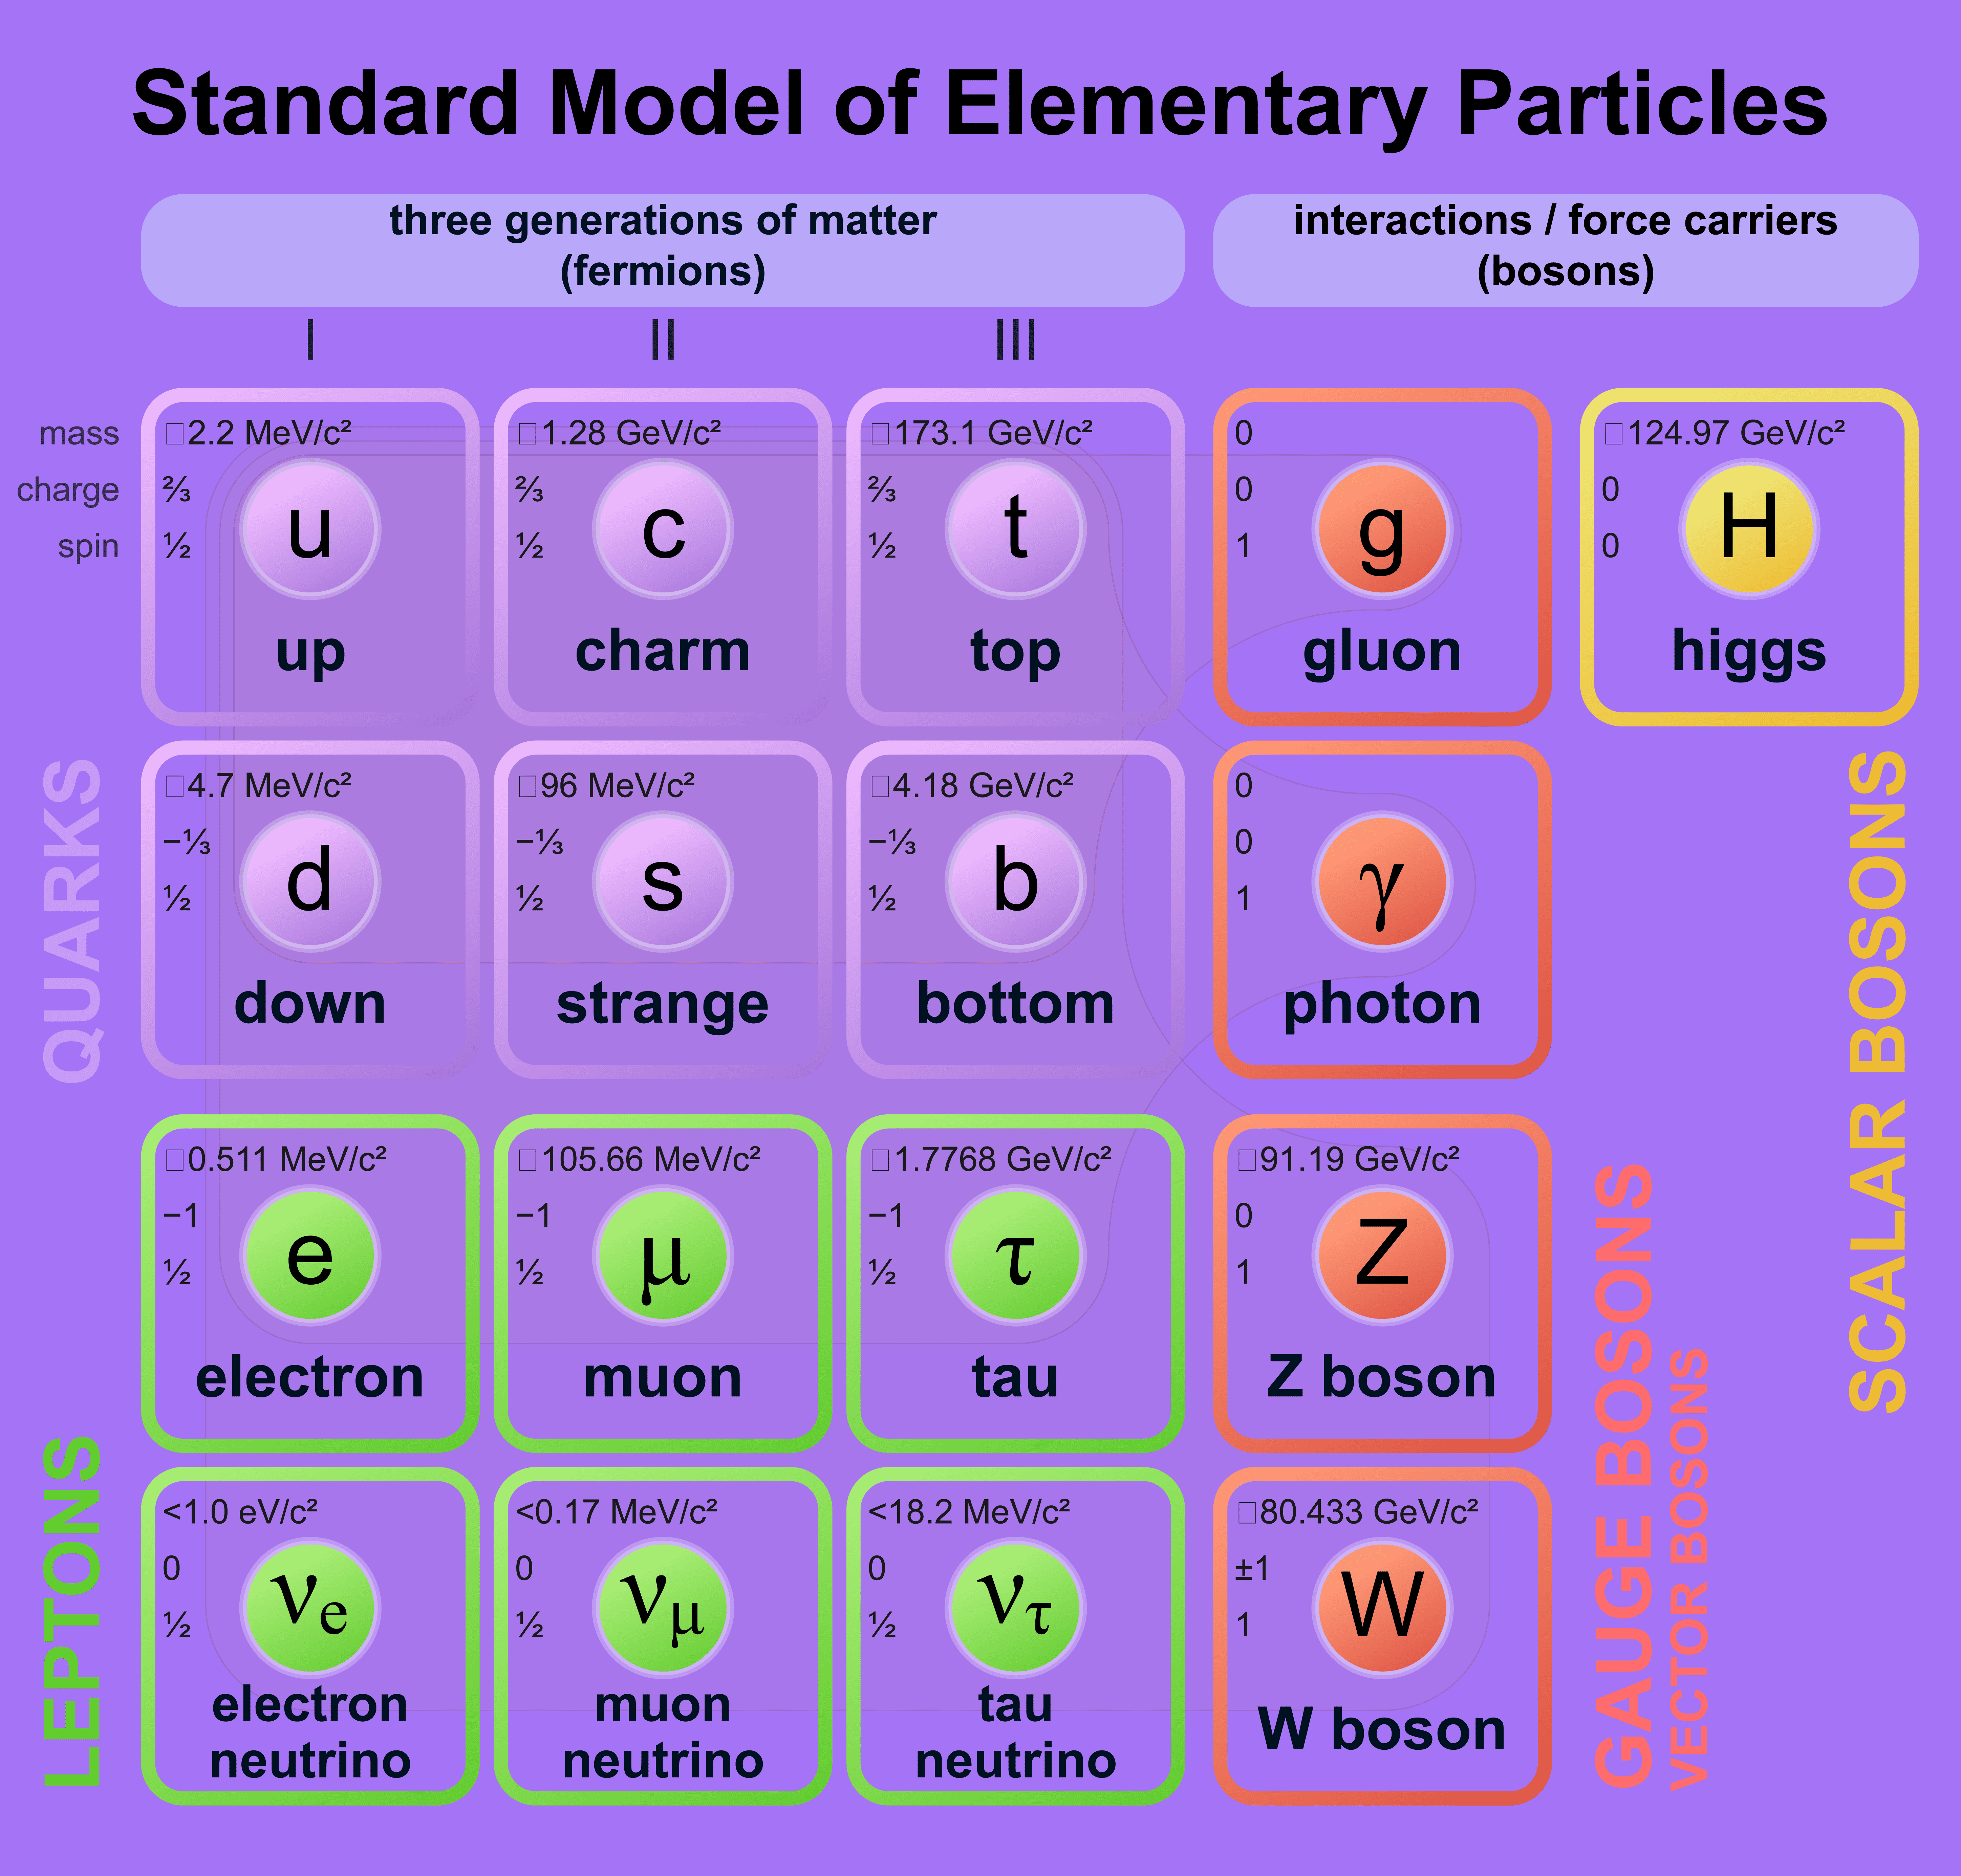 Standard Model of Elementary Particles
three generations of matter
(fermions)
interactions / force carriers
(bosons)
I
II
III
mass
charge
spin
□2.2 MeV/c²
⅔
½
u
up
□1.28 GeV/c²
⅔
½
c
charm
□173.1 GeV/c²
⅔
½
t
top
0
0
1
g
gluon
□124.97 GeV/c²
0
0
H
higgs
QUARKS
□4.7 MeV/c²
−⅓
½
d
down
□96 MeV/c²
−⅓
½
s
strange
□4.18 GeV/c²
−⅓
½
b
bottom
0
0
1
γ
photon
SCALAR BOSONS
LEPTONS
□0.511 MeV/c²
−1
½
e
electron
□105.66 MeV/c²
−1
½
μ
muon
□1.7768 GeV/c²
−1
½
τ
tau
□91.19 GeV/c²
0
1
Z
Z boson
GAUGE BOSONS
VECTOR BOSONS
<1.0 eV/c²
0
½
νe
electron
neutrino
<0.17 MeV/c²
0
½
νμ
muon
neutrino
<18.2 MeV/c²
0
½
ντ
tau
neutrino
□80.433 GeV/c²
±1
1
W
W boson